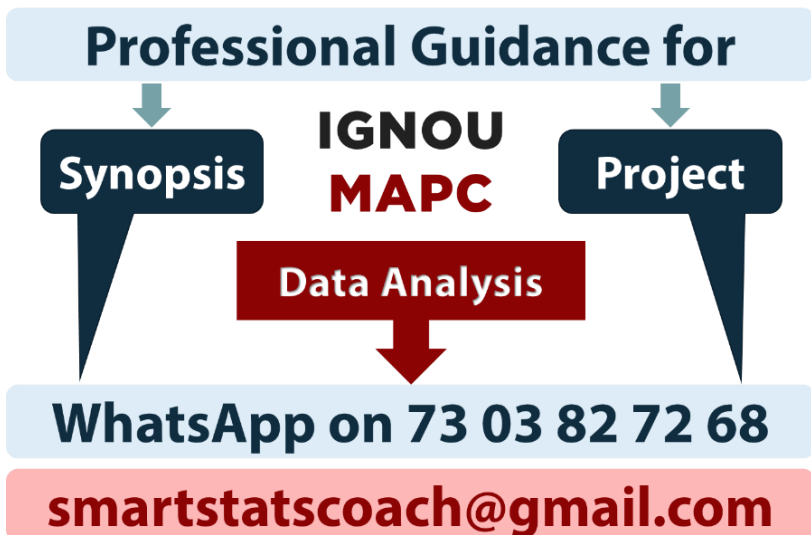 Professional Guidance for
IGNOU
MAPC
Synopsis
Project
Data Analysis
WhatsApp on 73 03 82 72 68
smartstatscoach@gmail.com